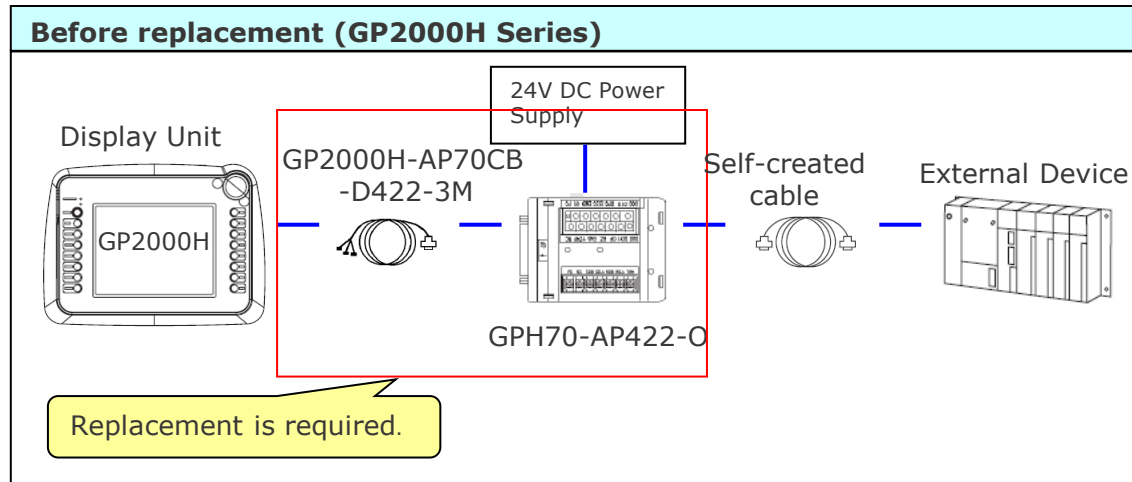 Before replacement (GP2000H Series)
24V DC Power
Supply
Display Unit
GP2000H-AP70CB
-D422-3M
Self-created
cable
External Device
GP2000H
GPH70-AP422-O
Replacement is required.